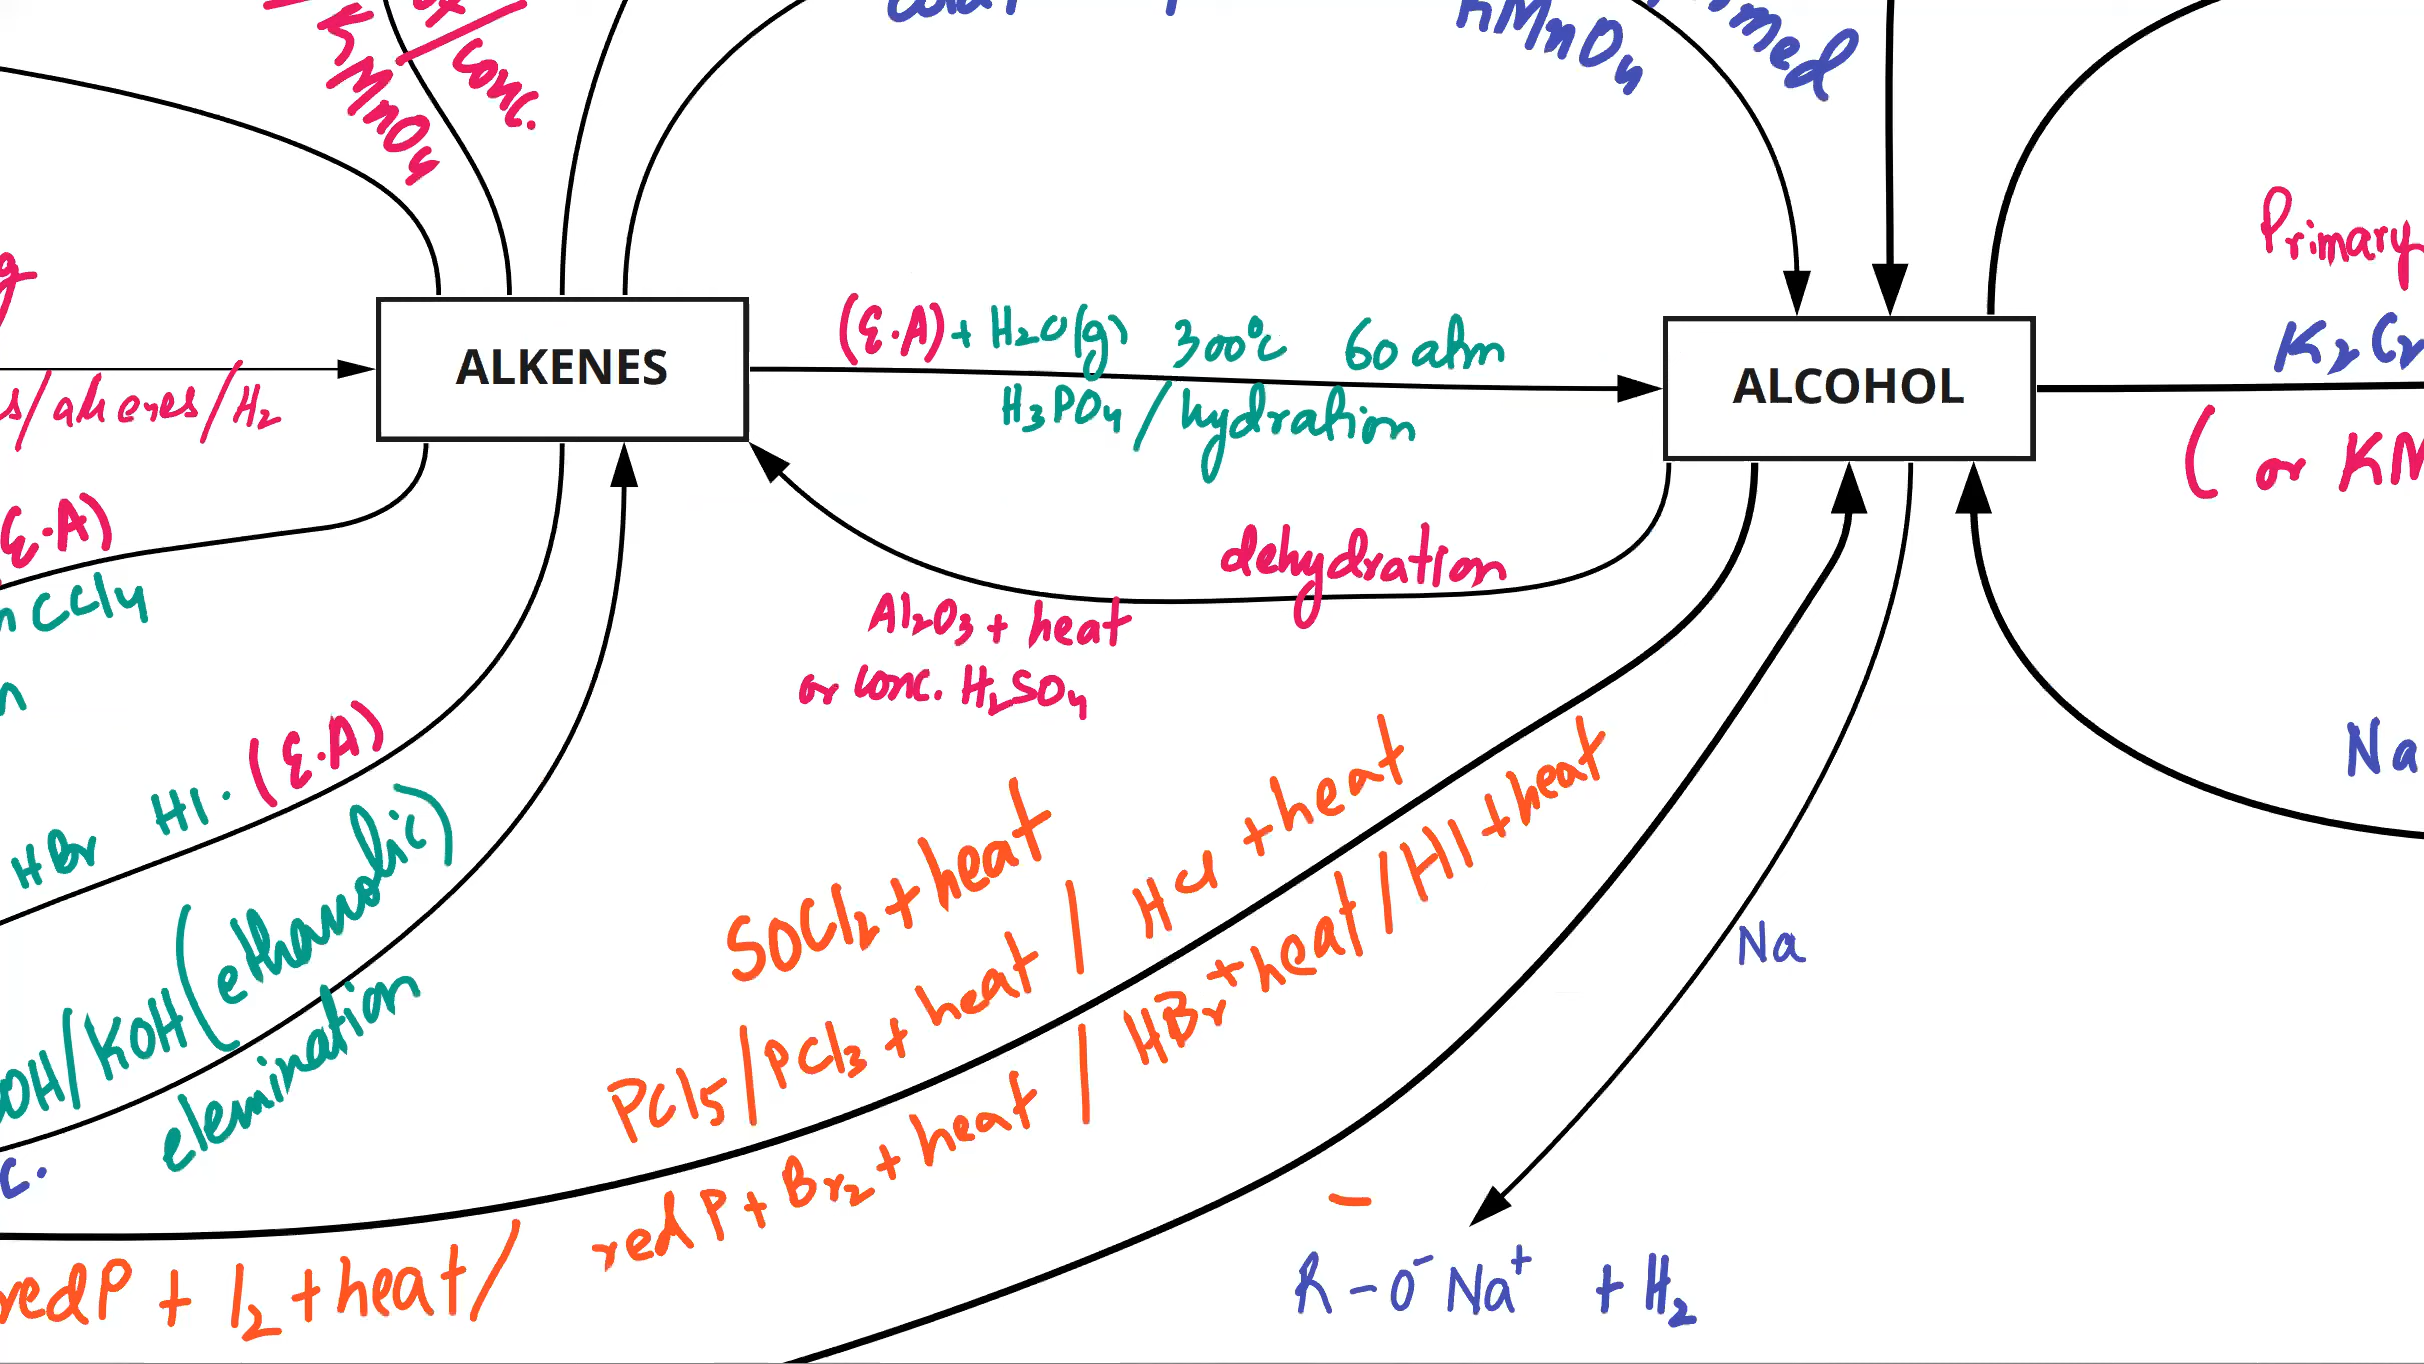 KMnO4
/conc.
KMnO4
Primary
ALKENES
(E.A) + H2O(g) 300°c 60 atm
H3PO4 / hydration
ALCOHOL
K2Cr2
s/alkenes/H2
( or KM
(E.A)
n CCl4
dehydration
Al2O3 + heat
or conc. H2SO4
n
HBr HI. (E.A)
Na
SOCl2 + heat
PCl5/PCl3 + heat / HCl + heat
red P + Br2 + heat / HBr + heat / HI + heat
OH/KOH (ethanolic)
elemination
Na
c.
red P + I2 + heat/
R-O⁻Na⁺ + H2